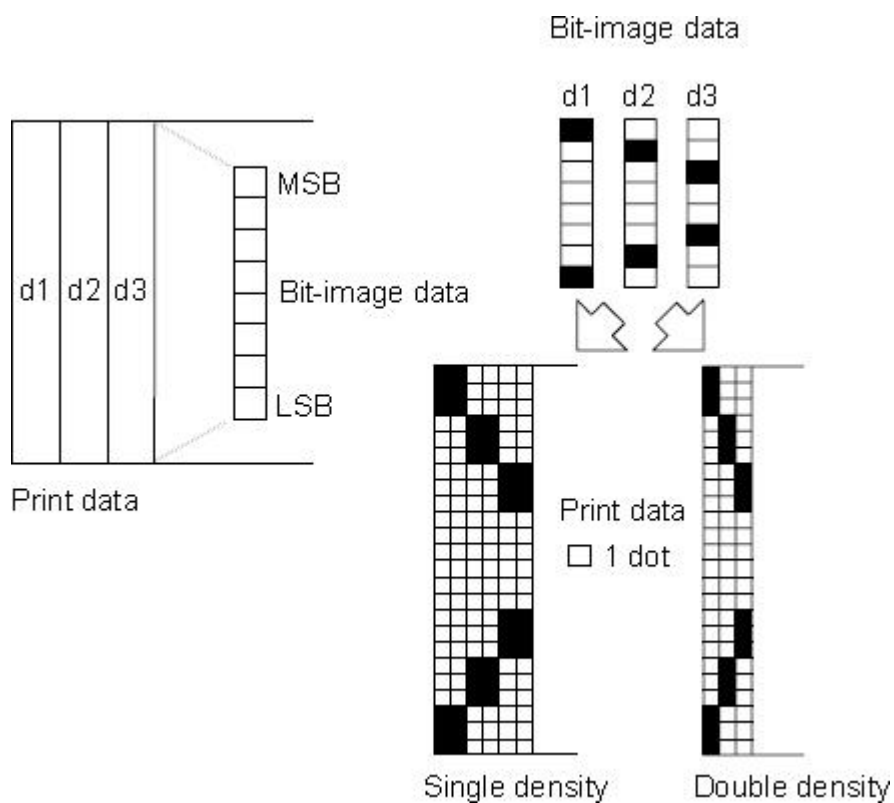 Bit-image data
d1 d2 d3
MSB
d1 d2 d3
Bit-image data
LSB
Print data
Print data
1 dot
Single density
Double density